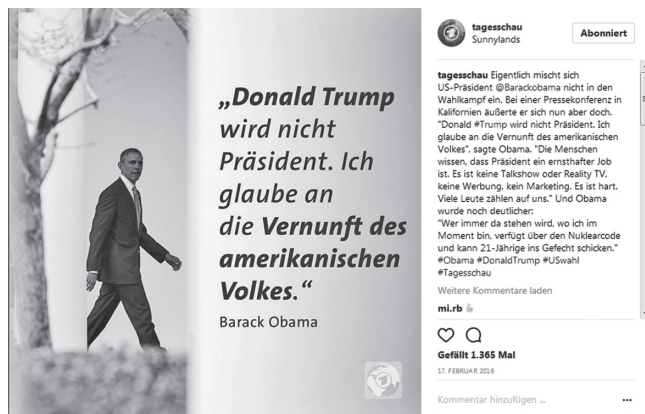 „Donald Trump
wird nicht
Präsident. Ich
glaube an
die Vernunft des
amerikanischen
Volkes.“
Barack Obama
tagesschau
Sunnylands
Abonniert
tagesschau Eigentlich mischt sich
US-Präsident @Barackobama nicht in den
Wahlkampf ein. Bei einer Pressekonferenz in
Kalifornien äußerte er sich nun aber doch.
"Donald #Trump wird nicht Präsident. Ich
glaube an die Vernunft des amerikanischen
Volkes", sagte Obama. "Die Menschen
wissen, dass Präsident ein ernsthafter Job
ist. Es ist keine Talkshow oder Reality TV,
keine Werbung, kein Marketing. Es ist hart.
Viele Leute zählen auf uns." Und Obama
wurde noch deutlicher:
"Wer immer da stehen wird, wo ich im
Moment bin, verfügt über den Nuklearcode
und kann 21-Jährige ins Gefecht schicken."
#Obama #DonaldTrump #USwahl
#Tagesschau
Weitere Kommentare laden
mi.rb
Gefällt 1.365 Mal
17. FEBRUAR 2016
Kommentar hinzufügen ...